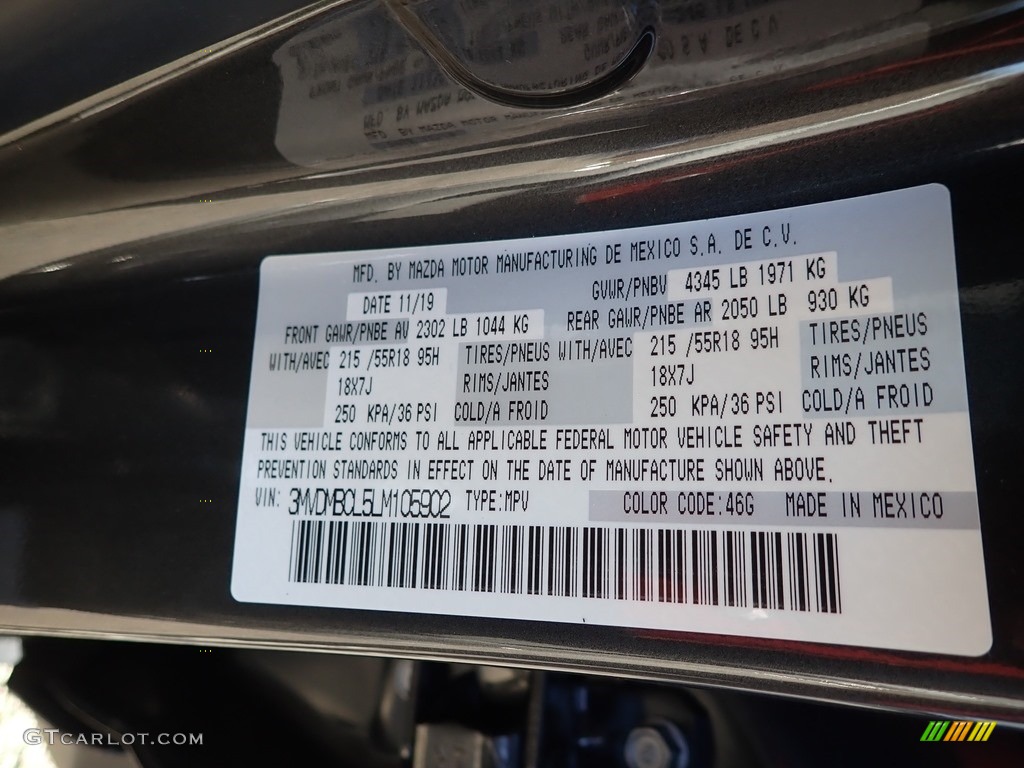 MFD. BY MAZDA MOTOR MANUFACTURING DE MEXICO S.A. DE C.V.
DATE 11/19 GVWR/PNBV 4345 LB 1971 KG
FRONT GAWR/PNBE AV 2302 LB 1044 KG REAR GAWR/PNBE AR 2050 LB 930 KG
WITH/AVEC 215 /55R18 95H TIRES/PNEUS WITH/AVEC 215 /55R18 95H TIRES/PNEUS
18X7J RIMS/JANTES 18X7J RIMS/JANTES
250 KPA/36 PSI COLD/A FROID 250 KPA/36 PSI COLD/A FROID
THIS VEHICLE CONFORMS TO ALL APPLICABLE FEDERAL MOTOR VEHICLE SAFETY AND THEFT
PREVENTION STANDARDS IN EFFECT ON THE DATE OF MANUFACTURE SHOWN ABOVE.
VIN: 3MVDMBCL5LM105902 TYPE:MPV COLOR CODE:46G MADE IN MEXICO
GTCARLOT.COM